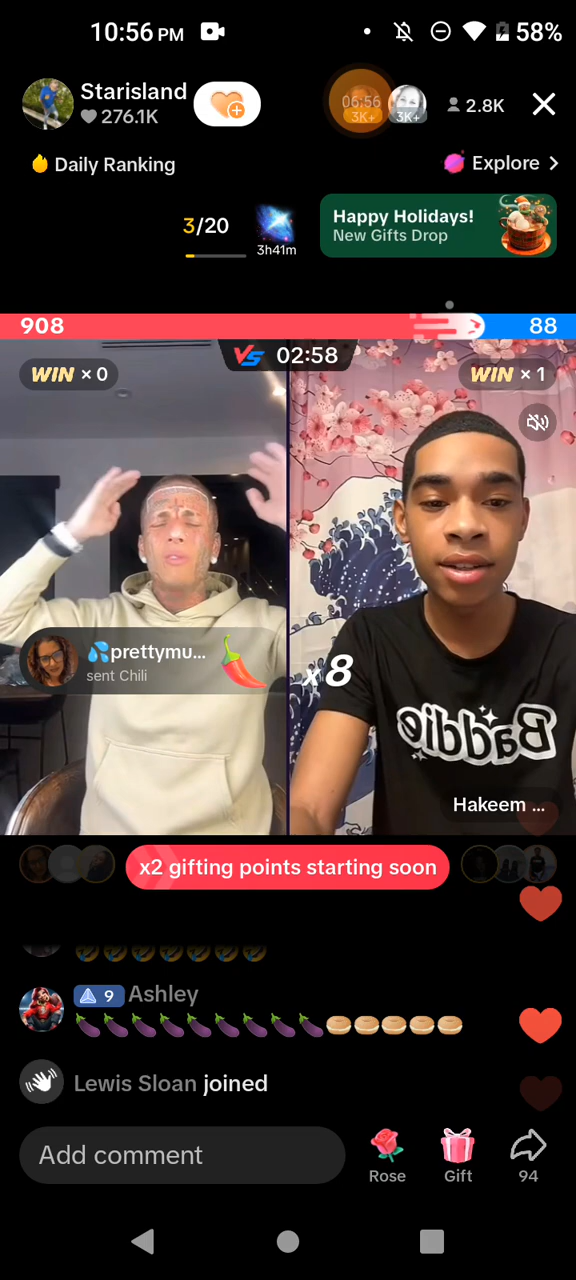 10:56 PM
58%
Starisland
276.1K
06:56
3K+
3K+
2.8K
Daily Ranking
Explore
3/20
3h41m
Happy Holidays!
New Gifts Drop
908
88
VS 02:58
WIN × 0
WIN × 1
prettymu...
sent Chili
x8
Baddie
Hakeem ...
x2 gifting points starting soon
9 Ashley
Lewis Sloan joined
Add comment
Rose
Gift
94